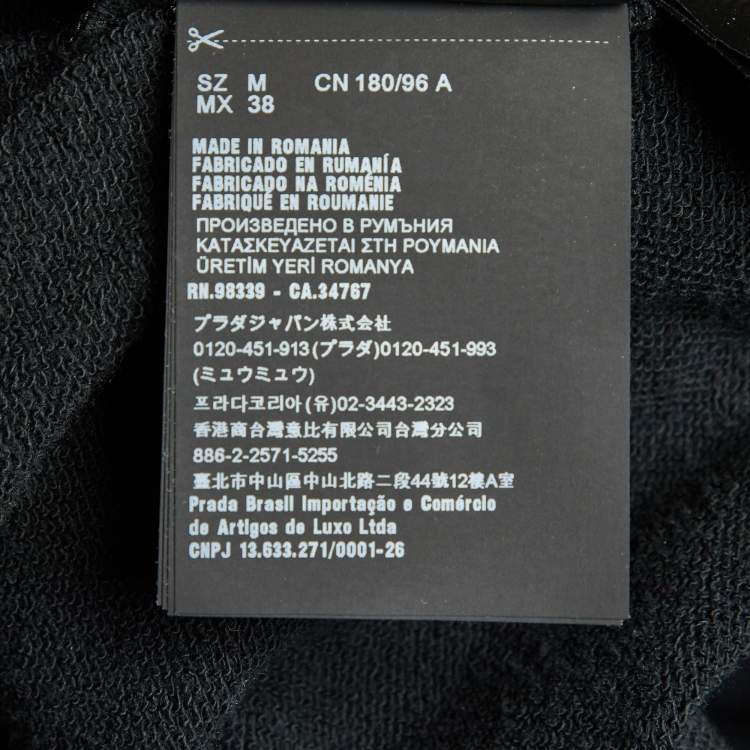 SZ M CN 180/96 A
MX 38
MADE IN ROMANIA
FABRICADO EN RUMANÍA
FABRICADO NA ROMÉNIA
FABRIQUÉ EN ROUMANIE
ПРОИЗВЕДЕНО В РУМЪНИЯ
ΚΑΤΑΣΚΕΥΑΖΕΤΑΙ ΣΤΗ ΡΟΥΜΑΝΙΑ
ÜRETİM YERİ ROMANYA
RN.98339 - CA.34767
プラダジャパン株式会社
0120-451-913(プラダ)0120-451-993
(ミュウミュウ)
프라다코리아(유)02-3443-2323
香港商台灣意比有限公司台灣分公司
886-2-2571-5255
臺北市中山區中山北路二段44號12樓A室
Prada Brasil Importação e Comércio
de Artigos de Luxo Ltda
CNPJ 13.633.271/0001-26